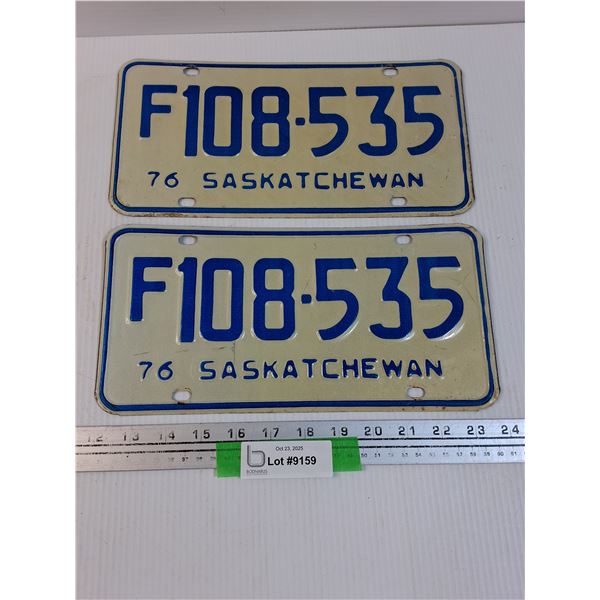 F108·535
76 SASKATCHEWAN
F108·535
76 SASKATCHEWAN
12 13 14 15 16 17 18 19 20 21 22 23 24
Oct 23, 2025
Lot #9159
BODNARUS